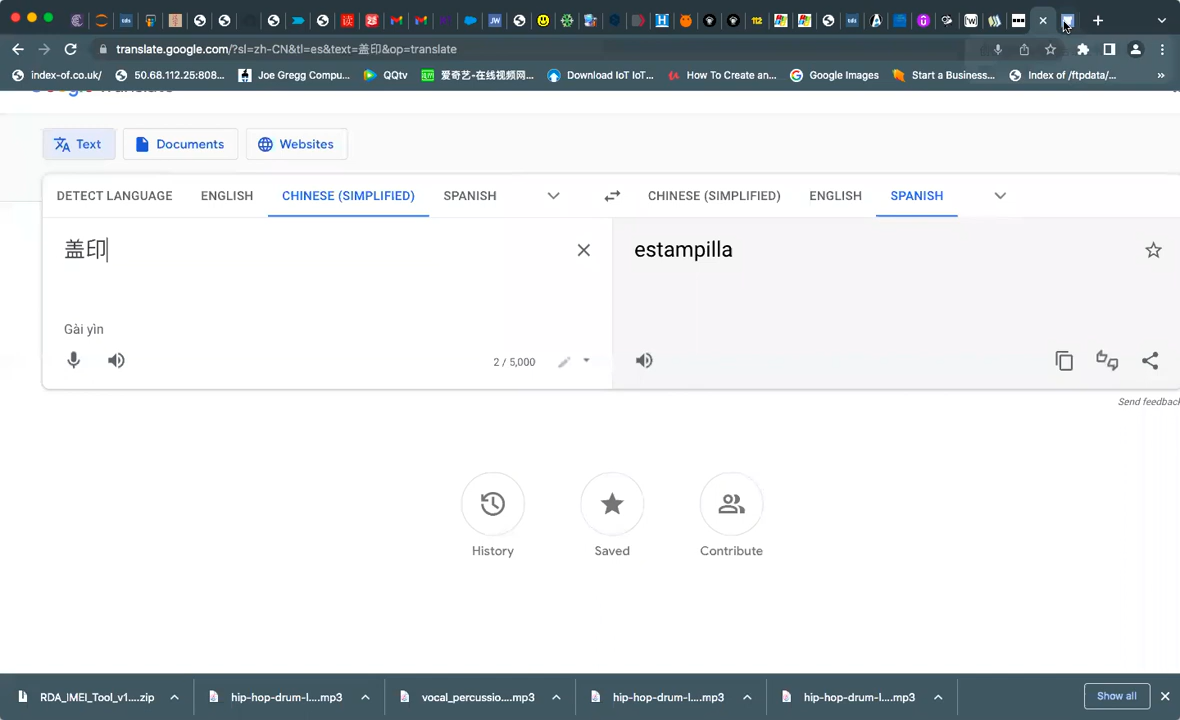 112
translate.google.com/?sl=zh-CN&tl=es&text=盖印&op=translate
index-of.co.uk/ 50.68.112.25:808... Joe Gregg Compu... QQtv 爱奇艺-在线视频网... Download IoT IoT... How To Create an... Google Images Start a Business... Index of /ftpdata/... »
Text Documents Websites
DETECT LANGUAGE ENGLISH CHINESE (SIMPLIFIED) SPANISH CHINESE (SIMPLIFIED) ENGLISH SPANISH
盖印 estampilla
Gài yìn
2 / 5,000
Send feedback
History Saved Contribute
RDA_IMEI_Tool_v1....zip hip-hop-drum-l....mp3 vocal_percussio....mp3 hip-hop-drum-l....mp3 hip-hop-drum-l....mp3 Show all